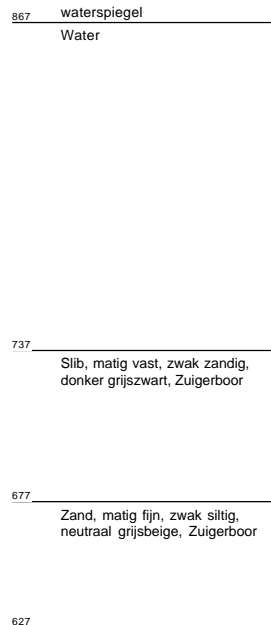 867 waterspiegel
Water
737
Slib, matig vast, zwak zandig,
donker grijszwart, Zuigerboor
677
Zand, matig fijn, zwak siltig,
neutraal grijsbeige, Zuigerboor
627